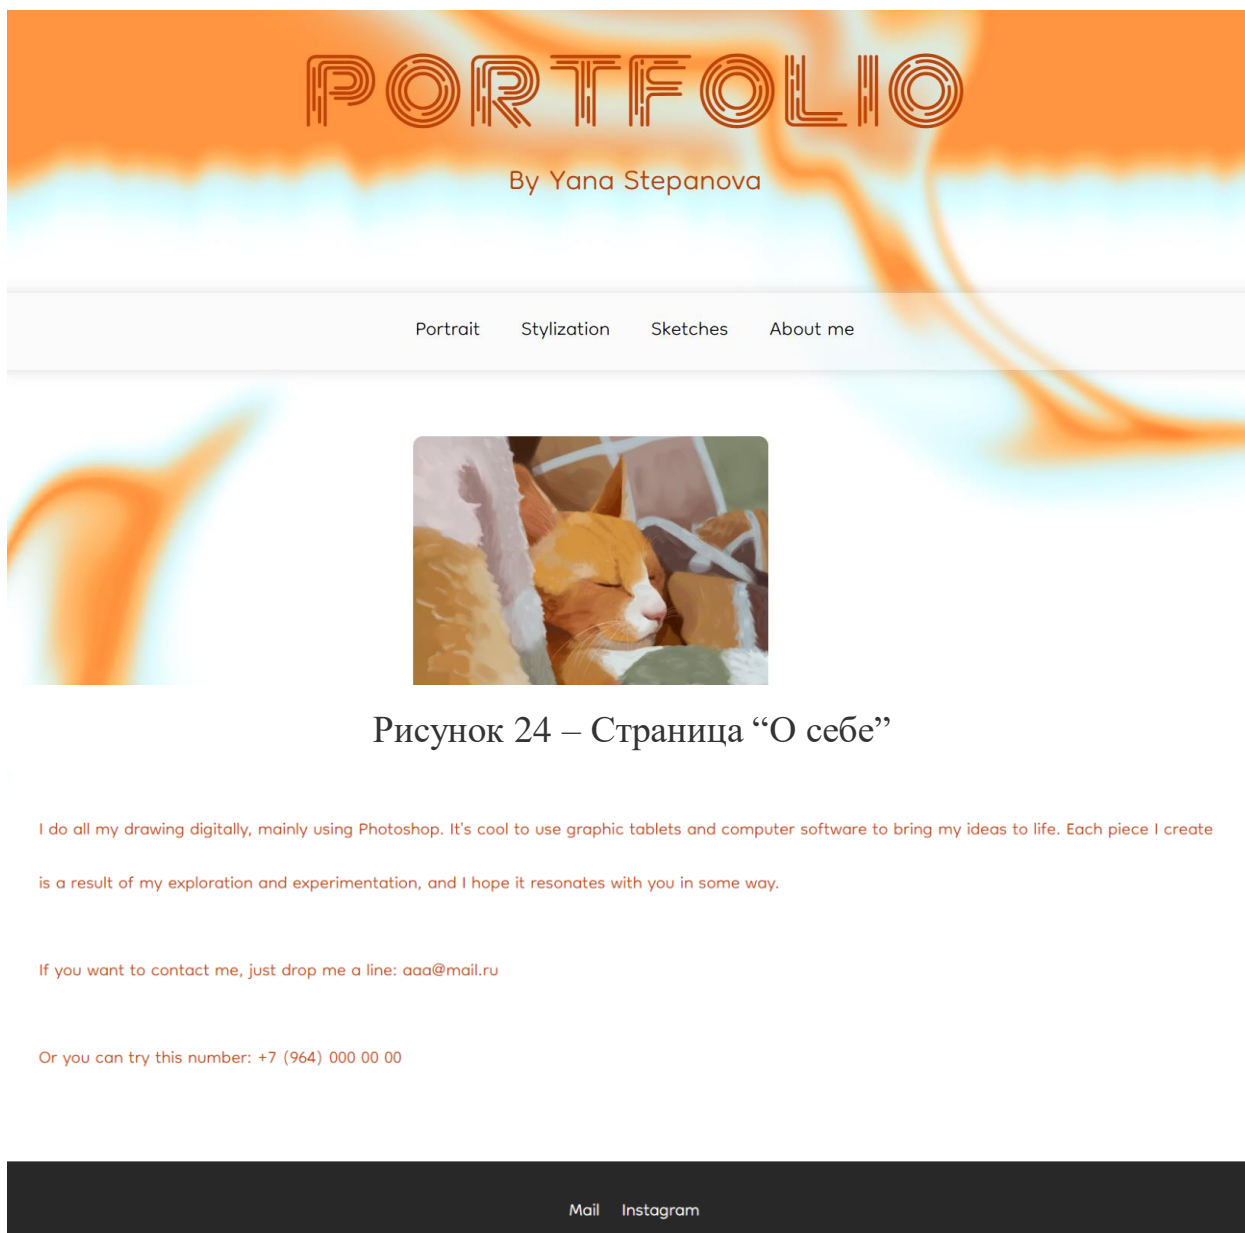 PORTFOLIO
By Yana Stepanova
Portrait Stylization Sketches About me
Рисунок 24 – Страница “О себе”
I do all my drawing digitally, mainly using Photoshop. It's cool to use graphic tablets and computer software to bring my ideas to life. Each piece I create
is a result of my exploration and experimentation, and I hope it resonates with you in some way.
If you want to contact me, just drop me a line: aaa@mail.ru
Or you can try this number: +7 (964) 000 00 00
Mail Instagram